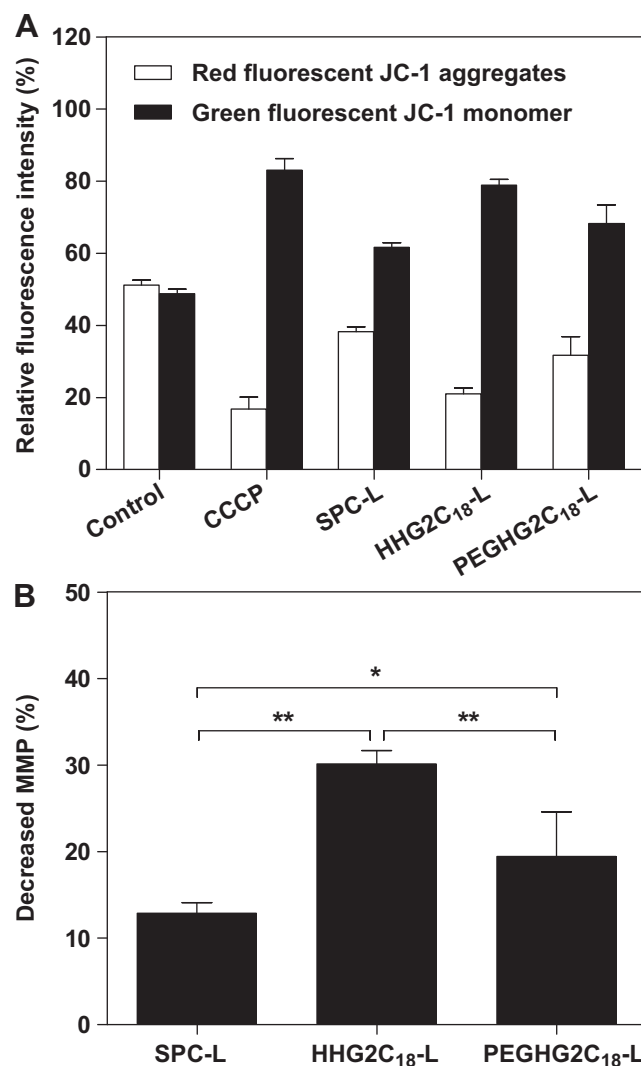 A
Relative fluorescence intensity (%)
120
100
80
60
40
20
0
Red fluorescent JC-1 aggregates
Green fluorescent JC-1 monomer
Control
CCCP
SPC-L
HHG2C₁₈-L
PEGHG2C₁₈-L
B
Decreased MMP (%)
50
40
30
20
10
0
*
**
**
SPC-L
HHG2C₁₈-L
PEGHG2C₁₈-L